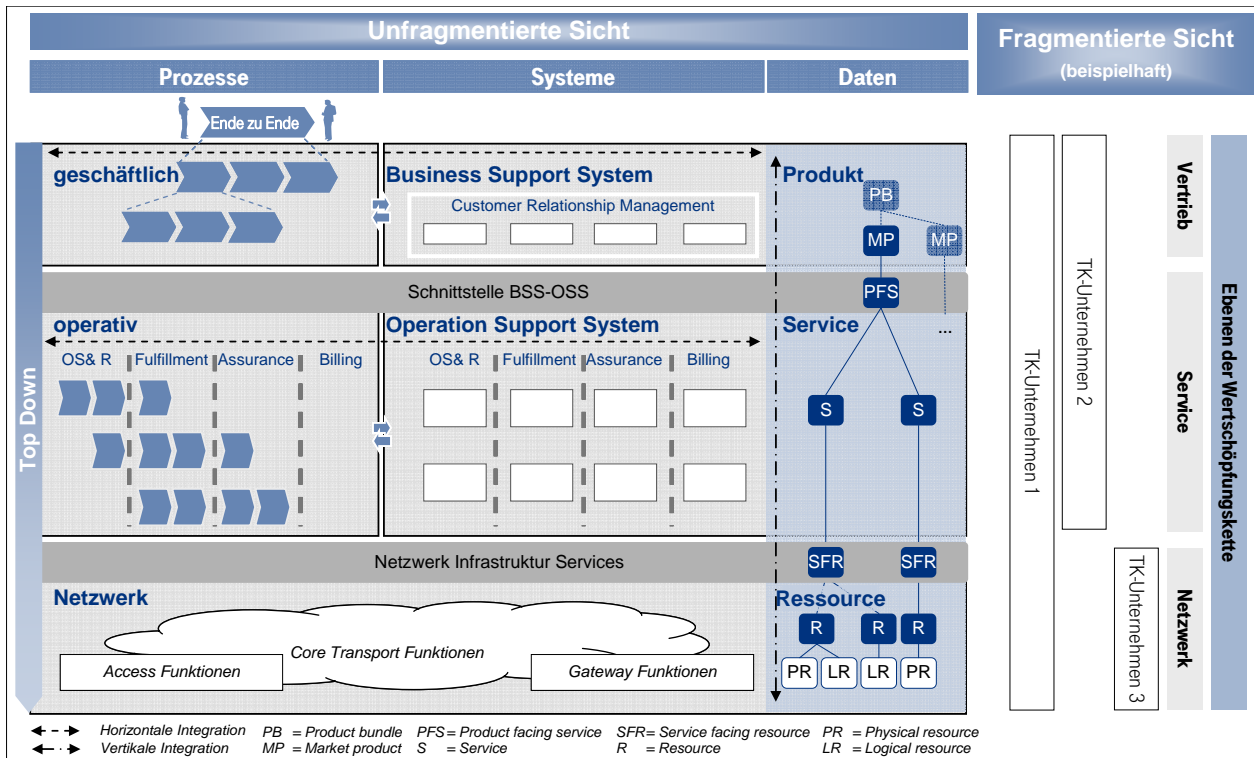 Unfragmentierte Sicht
Fragmentierte Sicht
(beispielhaft)
Prozesse
Systeme
Daten
Ende zu Ende
geschäftlich
Business Support System
Produkt
Customer Relationship Management
PB
MP
MP
Schnittstelle BSS-OSS
PFS
operativ
Operation Support System
Service
...
OS& R
Fulfillment
Assurance
Billing
OS& R
Fulfillment
Assurance
Billing
S
S
Netzwerk Infrastruktur Services
SFR
SFR
Netzwerk
Ressource
Core Transport Funktionen
Access Funktionen
Gateway Funktionen
R
R
R
PR
LR
LR
PR
Top Down
TK-Unternehmen 1
TK-Unternehmen 2
TK-Unternehmen 3
Vertrieb
Service
Netzwerk
Ebenen der Wertschöpfungskette
Horizontale Integration
PB = Product bundle
PFS = Product facing service
SFR= Service facing resource
PR = Physical resource
Vertikale Integration
MP = Market product
S = Service
R = Resource
LR = Logical resource